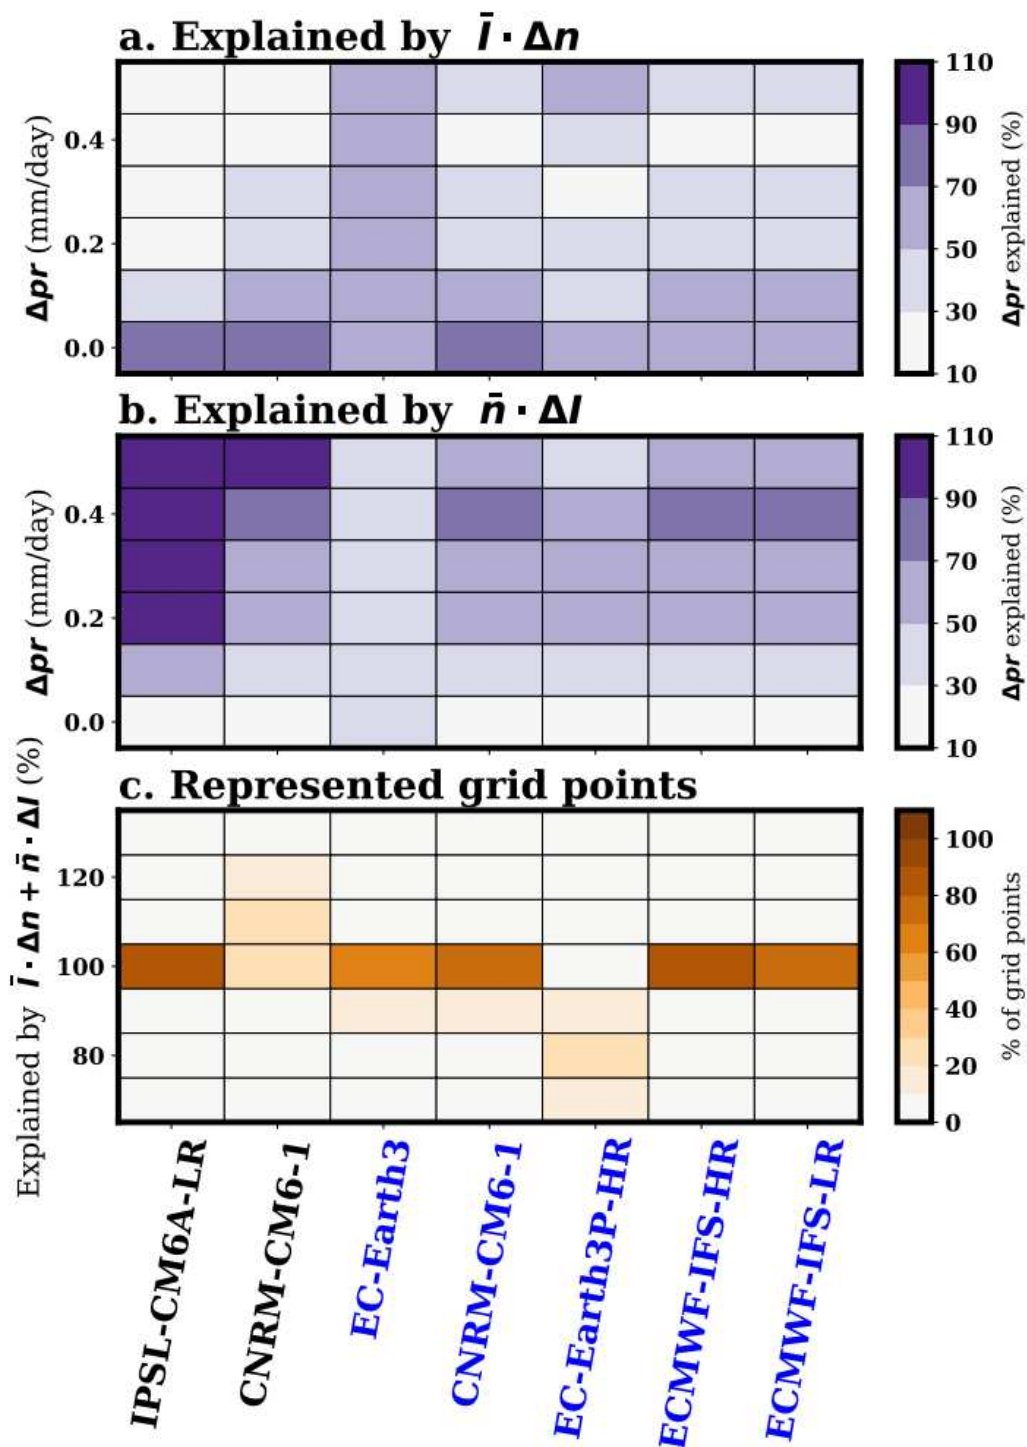 a. Explained by Ī · Δn
Δpr (mm/day)
0.4
0.2
0.0
110
90
70
50
30
10
Δpr explained (%)
b. Explained by n̄ · ΔI
Δpr (mm/day)
0.4
0.2
0.0
110
90
70
50
30
10
Δpr explained (%)
c. Represented grid points
Explained by Ī · Δn + n̄ · ΔI (%)
120
100
80
100
80
60
40
20
0
% of grid points
IPSL-CM6A-LR
CNRM-CM6-1
EC-Earth3
CNRM-CM6-1
EC-Earth3P-HR
ECMWF-IFS-HR
ECMWF-IFS-LR